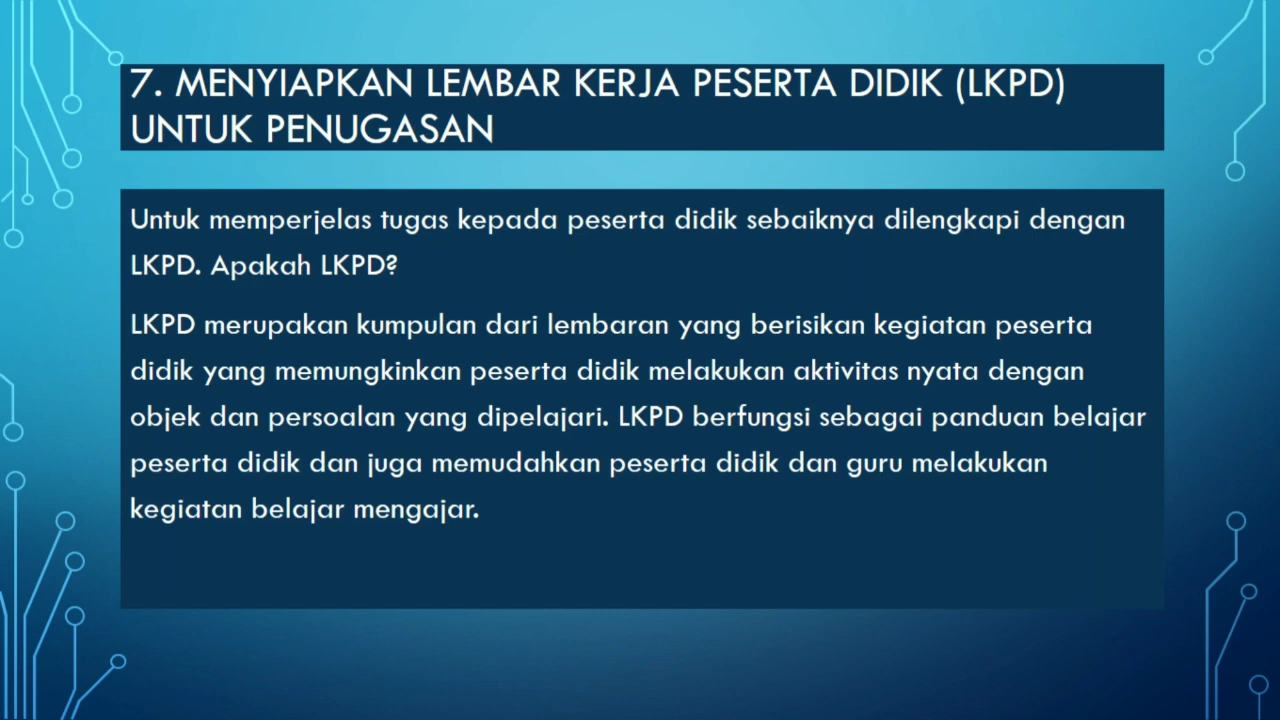 7. MENYIAPKAN LEMBAR KERJA PESERTA DIDIK (LKPD)
UNTUK PENUGASAN
Untuk memperjelas tugas kepada peserta didik sebaiknya dilengkapi dengan
LKPD. Apakah LKPD?
LKPD merupakan kumpulan dari lembaran yang berisikan kegiatan peserta
didik yang memungkinkan peserta didik melakukan aktivitas nyata dengan
objek dan persoalan yang dipelajari. LKPD berfungsi sebagai panduan belajar
peserta didik dan juga memudahkan peserta didik dan guru melakukan
kegiatan belajar mengajar.